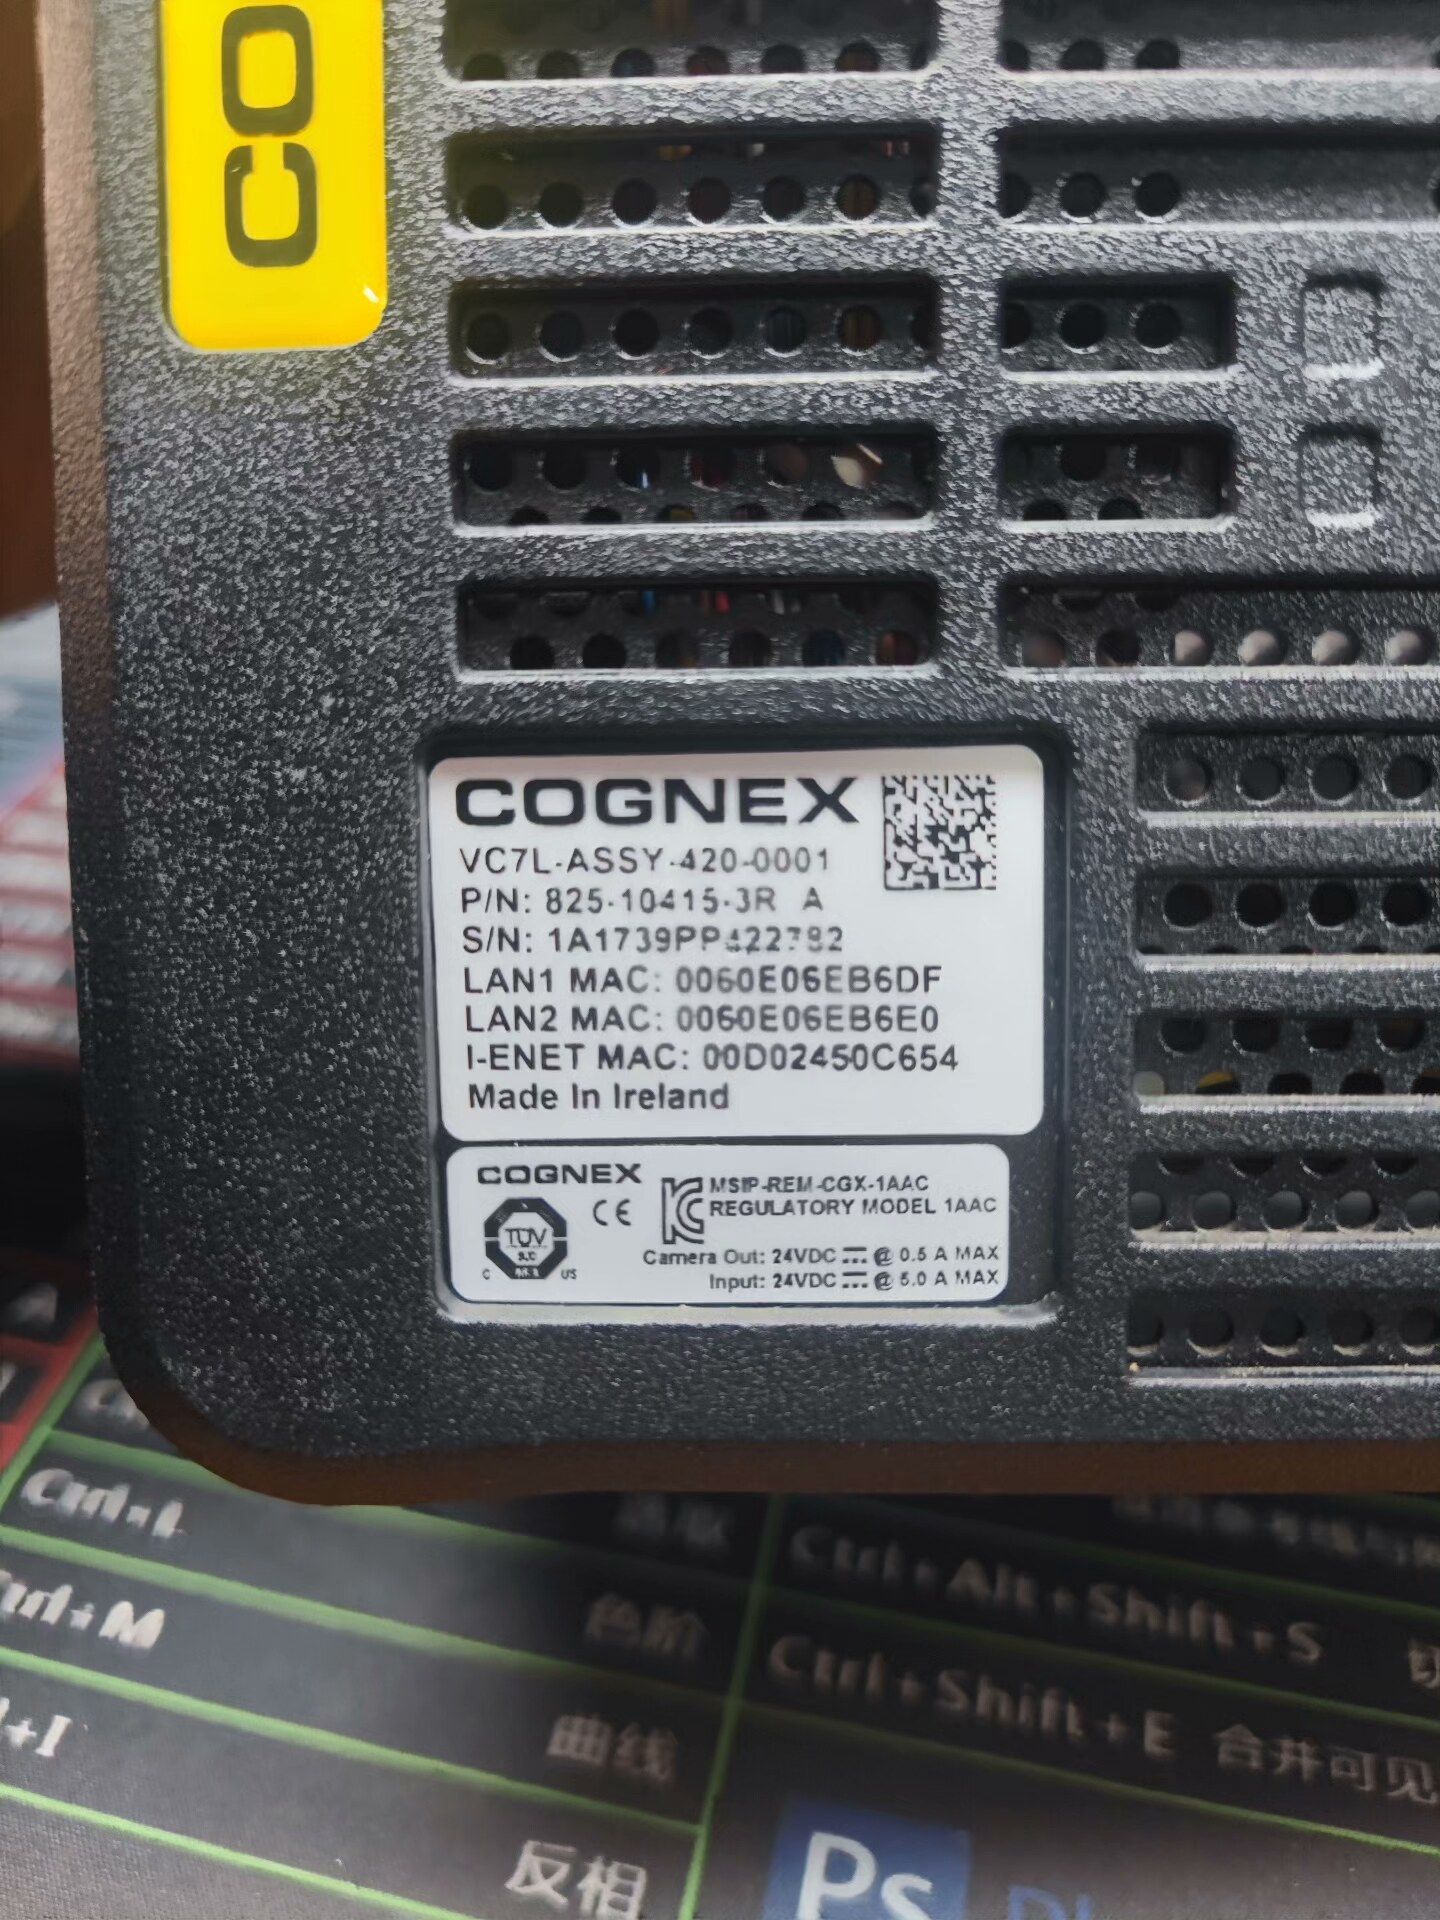 CO
COGNEX
VC7L-ASSY-420-0001
P/N: 825-10415-3R A
S/N: 1A1739PP422782
LAN1 MAC: 0060E06EB6DF
LAN2 MAC: 0060E06EB6E0
I-ENET MAC: 00D02450C654
Made In Ireland
COGNEX
TÜV
C US
CE
MSIP-REM-CGX-1AAC
REGULATORY MODEL 1AAC
Camera Out: 24VDC @ 0.5 A MAX
Input: 24VDC @ 5.0 A MAX
Ctrl+L
Ctrl+Alt+Shift+S
Ctrl+M 色阶
Ctrl+Shift+E 合并可见
+I 曲线
反相
Ps